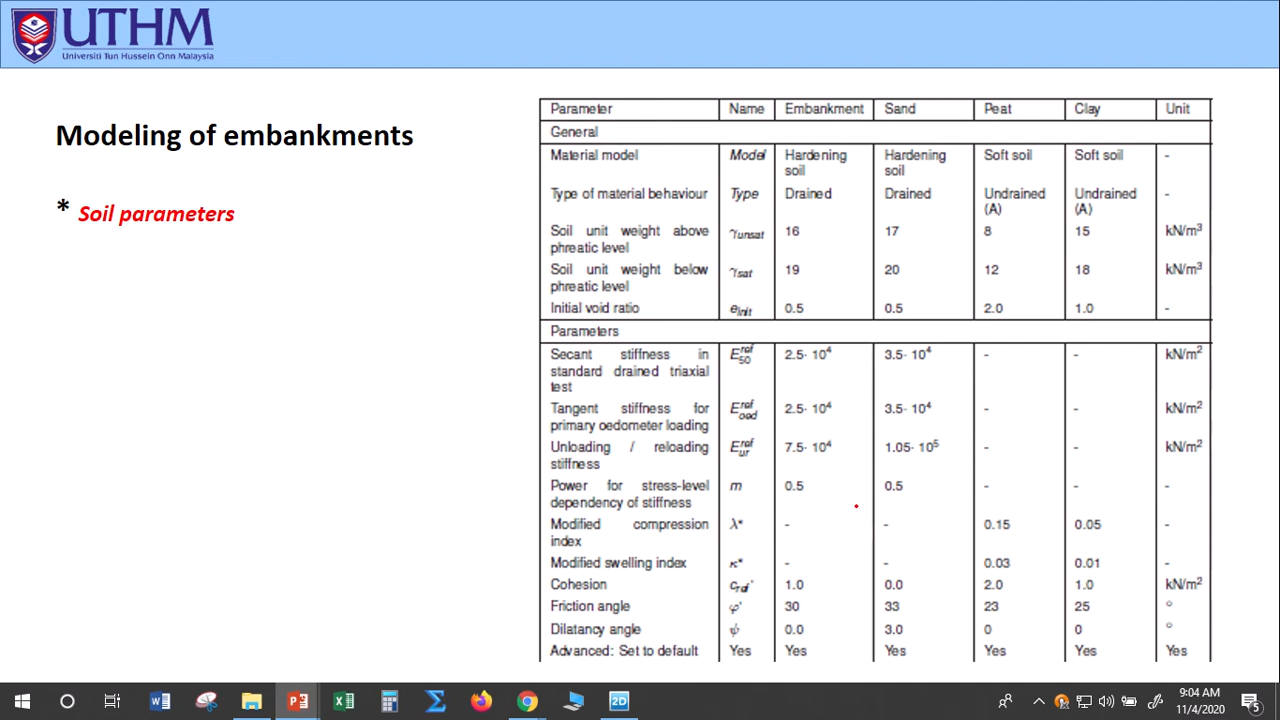 UTHM
Universiti Tun Hussein Onn Malaysia
Modeling of embankments
* Soil parameters
Parameter Name Embankment Sand Peat Clay Unit
General
Material model Model Hardening Hardening Soft soil Soft soil -
soil soil
Type of material behaviour Type Drained Drained Undrained Undrained -
(A) (A)
Soil unit weight above γunsat 16 17 8 15 kN/m³
phreatic level
Soil unit weight below γsat 19 20 12 18 kN/m³
phreatic level
Initial void ratio einit 0.5 0.5 2.0 1.0 -
Parameters
Secant stiffness in E50ref 2.5· 10⁴ 3.5· 10⁴ - - kN/m²
standard drained triaxial
test
Tangent stiffness for Eoedref 2.5· 10⁴ 3.5· 10⁴ - - kN/m²
primary oedometer loading
Unloading / reloading Eurref 7.5· 10⁴ 1.05· 10⁵ - - kN/m²
stiffness
Power for stress-level m 0.5 0.5 - - -
dependency of stiffness
Modified compression λ* - - 0.15 0.05 -
index
Modified swelling index κ* - - 0.03 0.01 -
Cohesion cref' 1.0 0.0 2.0 1.0 kN/m²
Friction angle φ' 30 33 23 25 °
Dilatancy angle ψ 0.0 3.0 0 0 °
Advanced: Set to default Yes Yes Yes Yes Yes Yes
9:04 AM
11/4/2020
5
2D